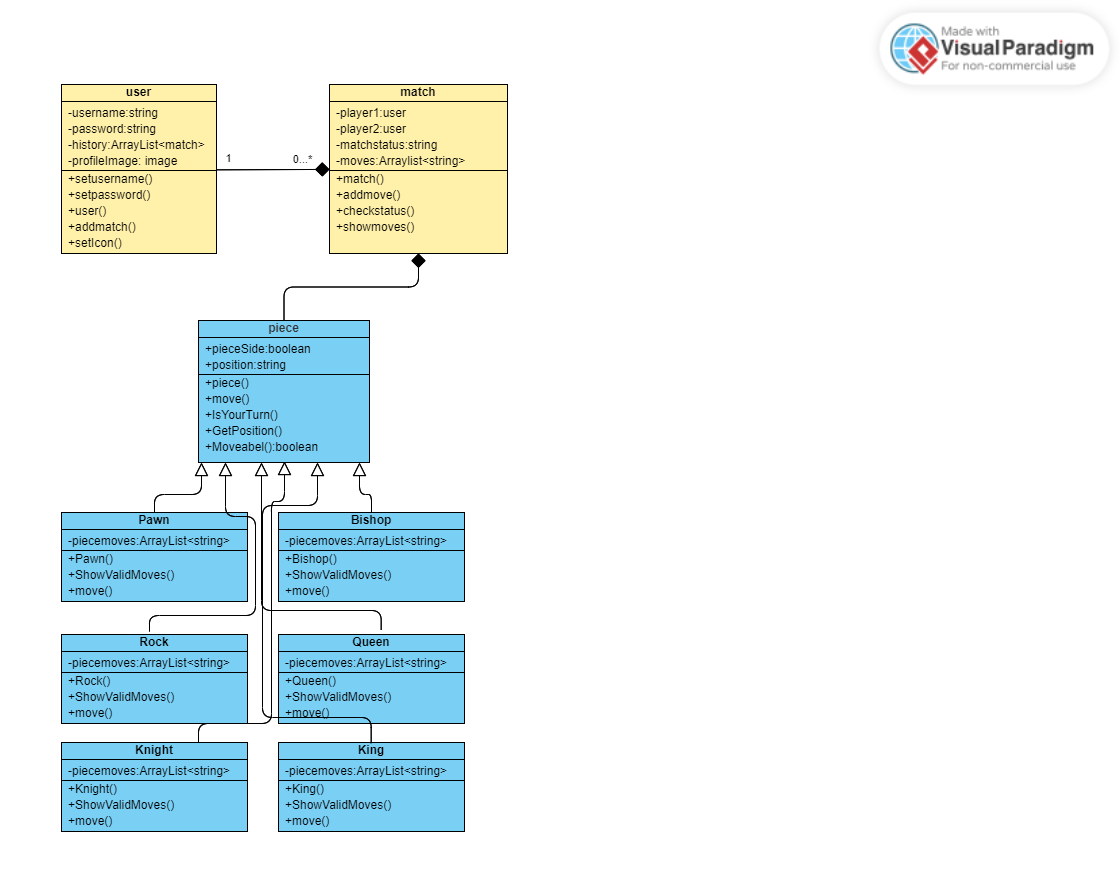 Made with
Visual Paradigm
For non-commercial use
user
-username:string
-password:string
-history:ArrayList<match>
-profileImage: image
+setusername()
+setpassword()
+user()
+addmatch()
+setIcon()
1
0...*
match
-player1:user
-player2:user
-matchstatus:string
-moves:Arraylist<string>
+match()
+addmove()
+checkstatus()
+showmoves()
piece
+pieceSide:boolean
+position:string
+piece()
+move()
+IsYourTurn()
+GetPosition()
+Moveabel():boolean
Pawn
-piecemoves:ArrayList<string>
+Pawn()
+ShowValidMoves()
+move()
Bishop
-piecemoves:ArrayList<string>
+Bishop()
+ShowValidMoves()
+move()
Rock
-piecemoves:ArrayList<string>
+Rock()
+ShowValidMoves()
+move()
Queen
-piecemoves:ArrayList<string>
+Queen()
+ShowValidMoves()
+move()
Knight
-piecemoves:ArrayList<string>
+Knight()
+ShowValidMoves()
+move()
King
-piecemoves:ArrayList<string>
+King()
+ShowValidMoves()
+move()